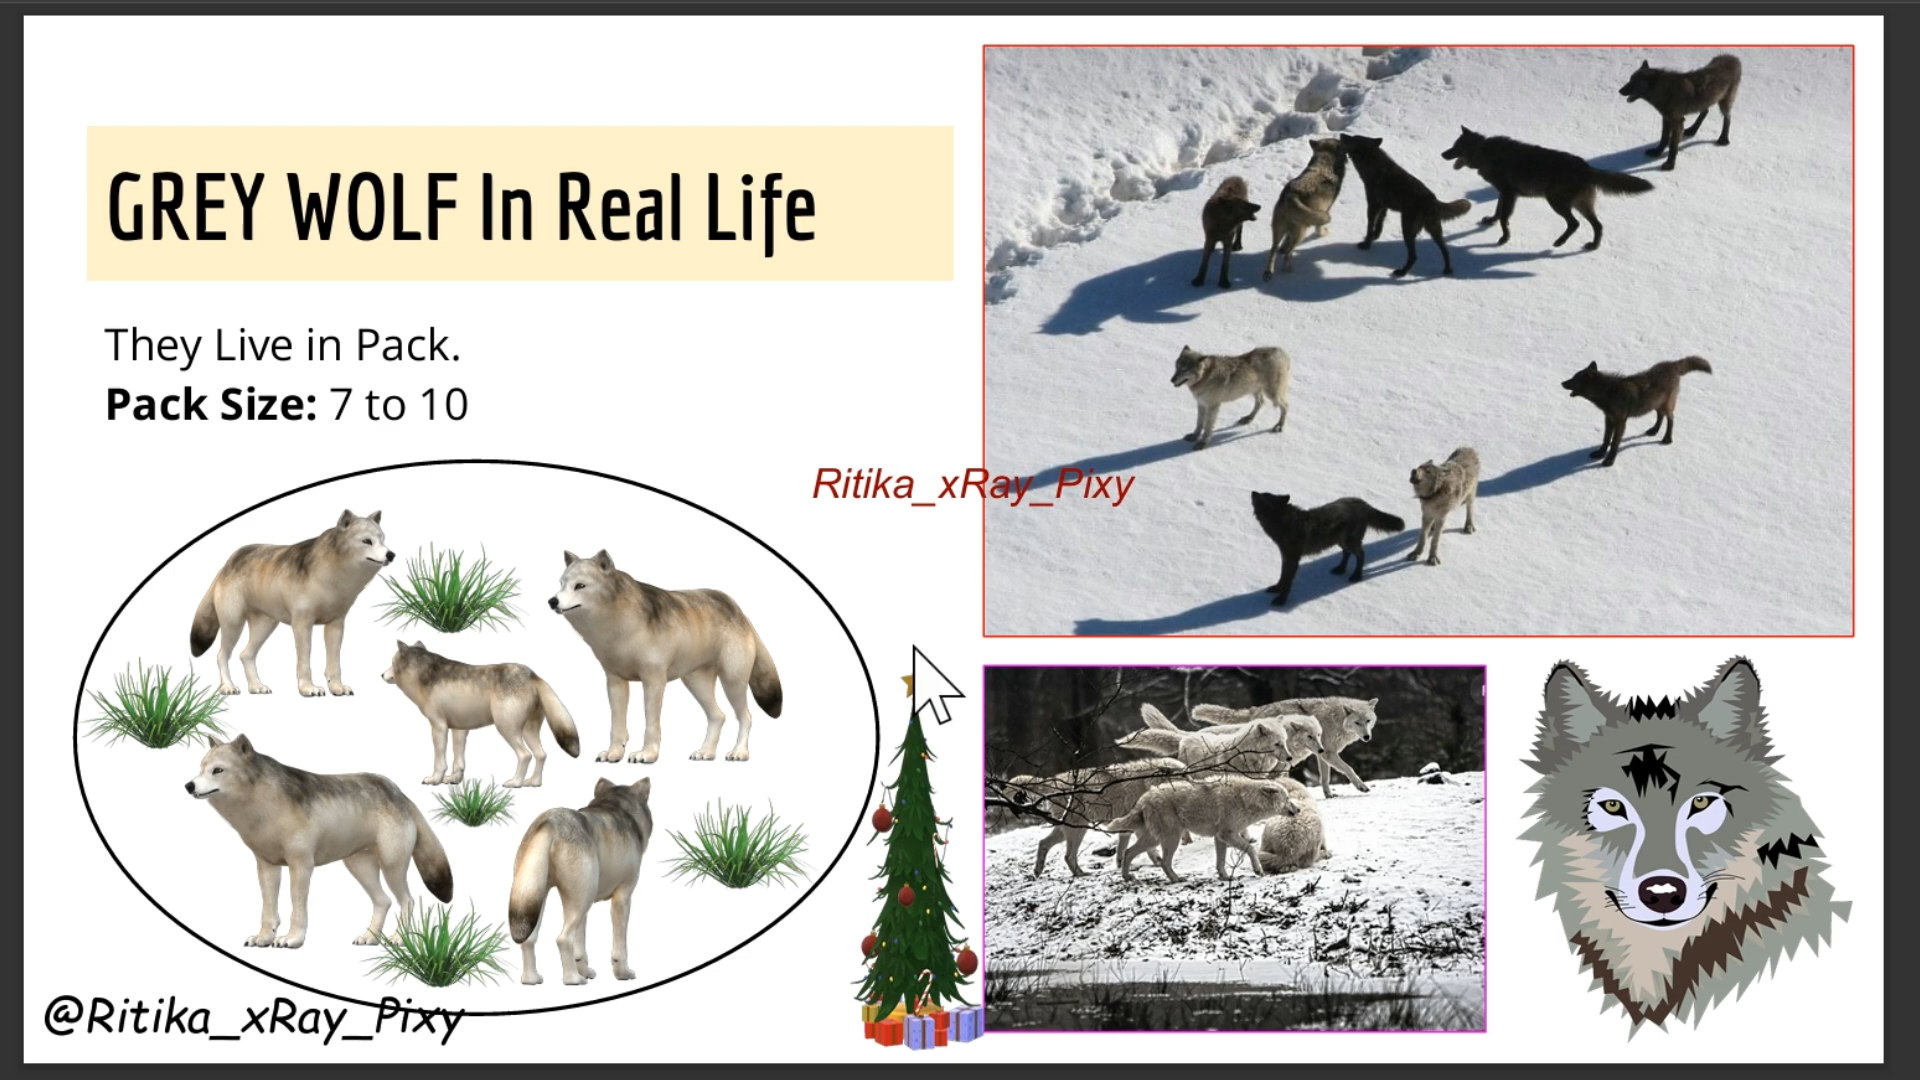 GREY WOLF In Real Life
They Live in Pack.
Pack Size: 7 to 10
Ritika_xRay_Pixy
@Ritika_xRay_Pixy